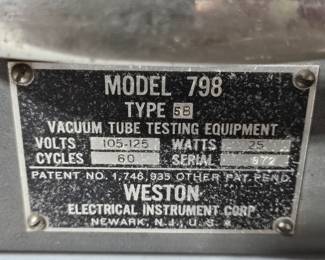 MODEL 798
TYPE 5B
VACUUM TUBE TESTING EQUIPMENT
VOLTS 105-125 WATTS 25
CYCLES 60 SERIAL 572
PATENT NO. 1,746,935 OTHER PAT. PEND.
WESTON
ELECTRICAL INSTRUMENT CORP
NEWARK, N.J., U.S.A.